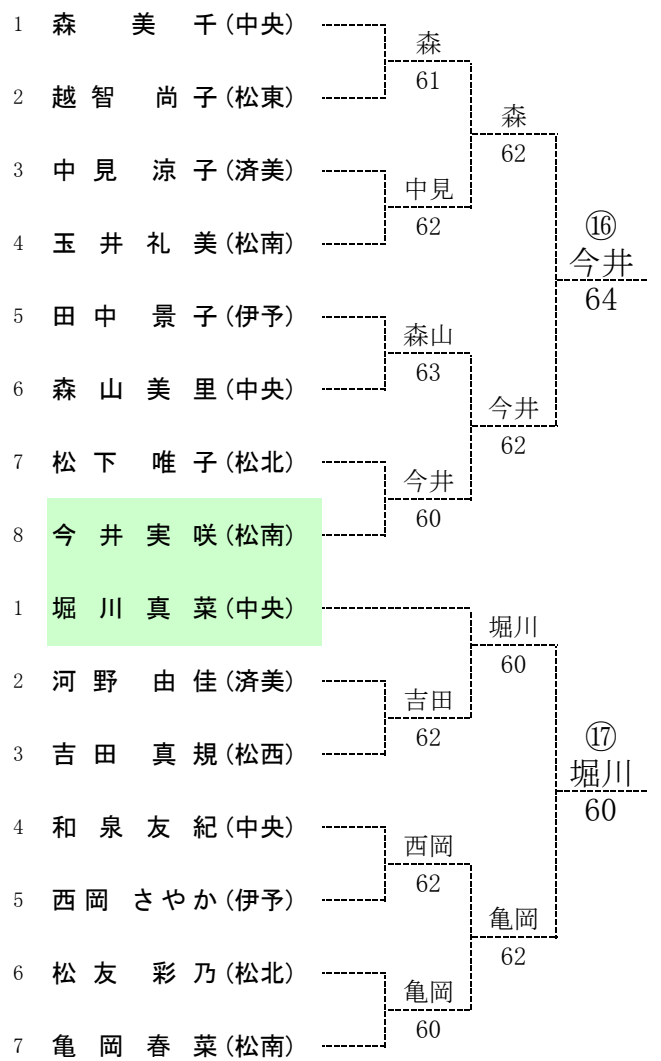 1 森 美 千 (中央)
2 越 智 尚 子 (松東)
3 中 見 涼 子 (済美)
4 玉 井 礼 美 (松南)
5 田 中 景 子 (伊予)
6 森 山 美 里 (中央)
7 松 下 唯 子 (松北)
8 今 井 実 咲 (松南)
森
61
中見
62
森山
63
今井
60
森
62
今井
62
⑯
今井
64
1 堀 川 真 菜 (中央)
2 河 野 由 佳 (済美)
3 吉 田 真 規 (松西)
4 和 泉 友 紀 (中央)
5 西岡 さやか (伊予)
6 松 友 彩 乃 (松北)
7 亀 岡 春 菜 (松南)
吉田
62
西岡
62
亀岡
60
堀川
60
亀岡
62
⑰
堀川
60